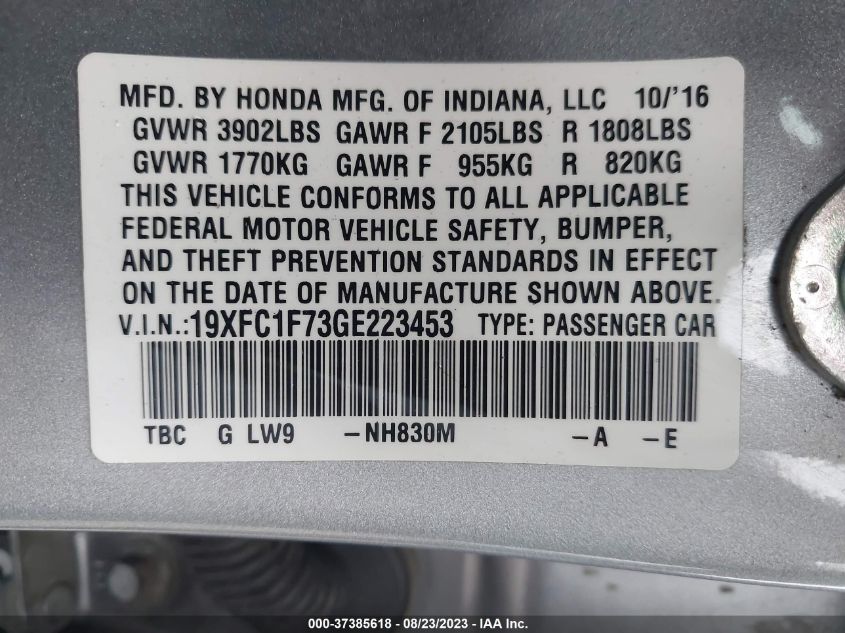 MFD. BY HONDA MFG. OF INDIANA, LLC 10/'16
GVWR 3902LBS GAWR F 2105LBS R 1808LBS
GVWR 1770KG GAWR F 955KG R 820KG
THIS VEHICLE CONFORMS TO ALL APPLICABLE
FEDERAL MOTOR VEHICLE SAFETY, BUMPER,
AND THEFT PREVENTION STANDARDS IN EFFECT
ON THE DATE OF MANUFACTURE SHOWN ABOVE.
V.I.N.:19XFC1F73GE223453 TYPE: PASSENGER CAR
TBC G LW9 -NH830M -A -E
000-37385618 - 08/23/2023 - IAA Inc.